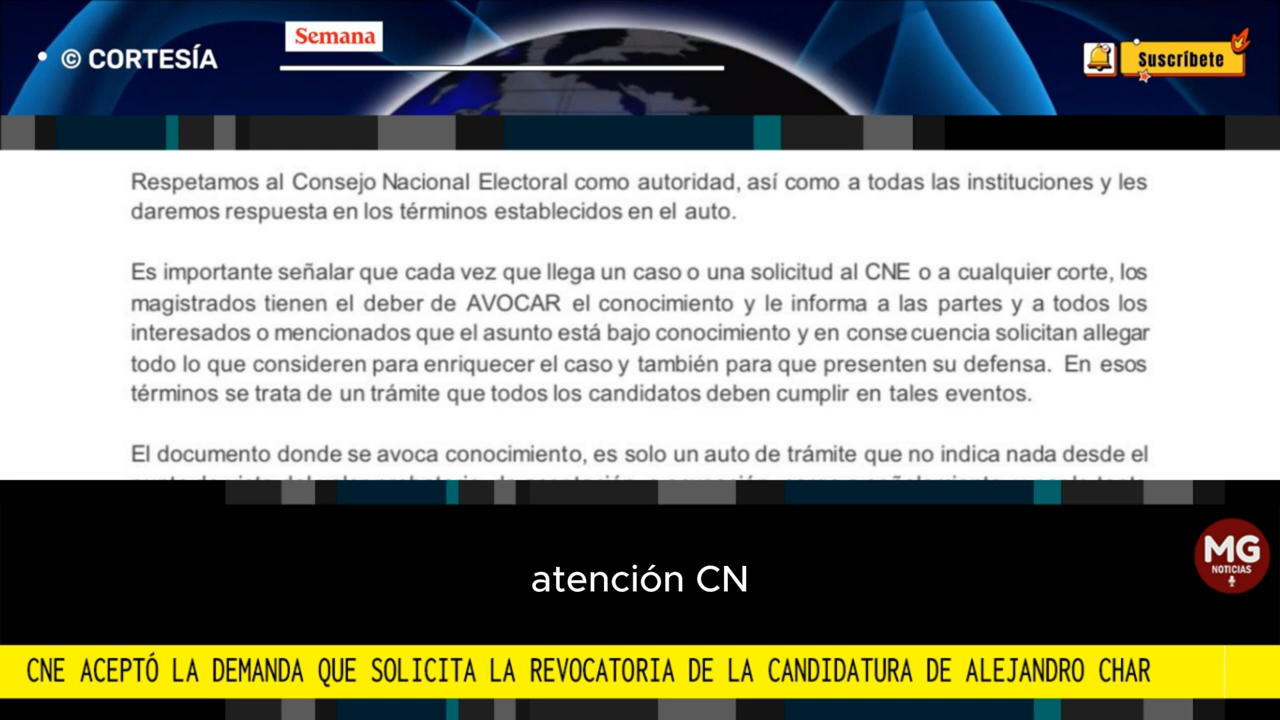 © CORTESÍA
Semana
Suscríbete
Respetamos al Consejo Nacional Electoral como autoridad, así como a todas las instituciones y les
daremos respuesta en los términos establecidos en el auto.
Es importante señalar que cada vez que llega un caso o una solicitud al CNE o a cualquier corte, los
magistrados tienen el deber de AVOCAR el conocimiento y le informa a las partes y a todos los
interesados o mencionados que el asunto está bajo conocimiento y en consecuencia solicitan allegar
todo lo que consideren para enriquecer el caso y también para que presenten su defensa. En esos
términos se trata de un trámite que todos los candidatos deben cumplir en tales eventos.
El documento donde se avoca conocimiento, es solo un auto de trámite que no indica nada desde el
atención CN
MG
NOTICIAS
CNE ACEPTÓ LA DEMANDA QUE SOLICITA LA REVOCATORIA DE LA CANDIDATURA DE ALEJANDRO CHAR